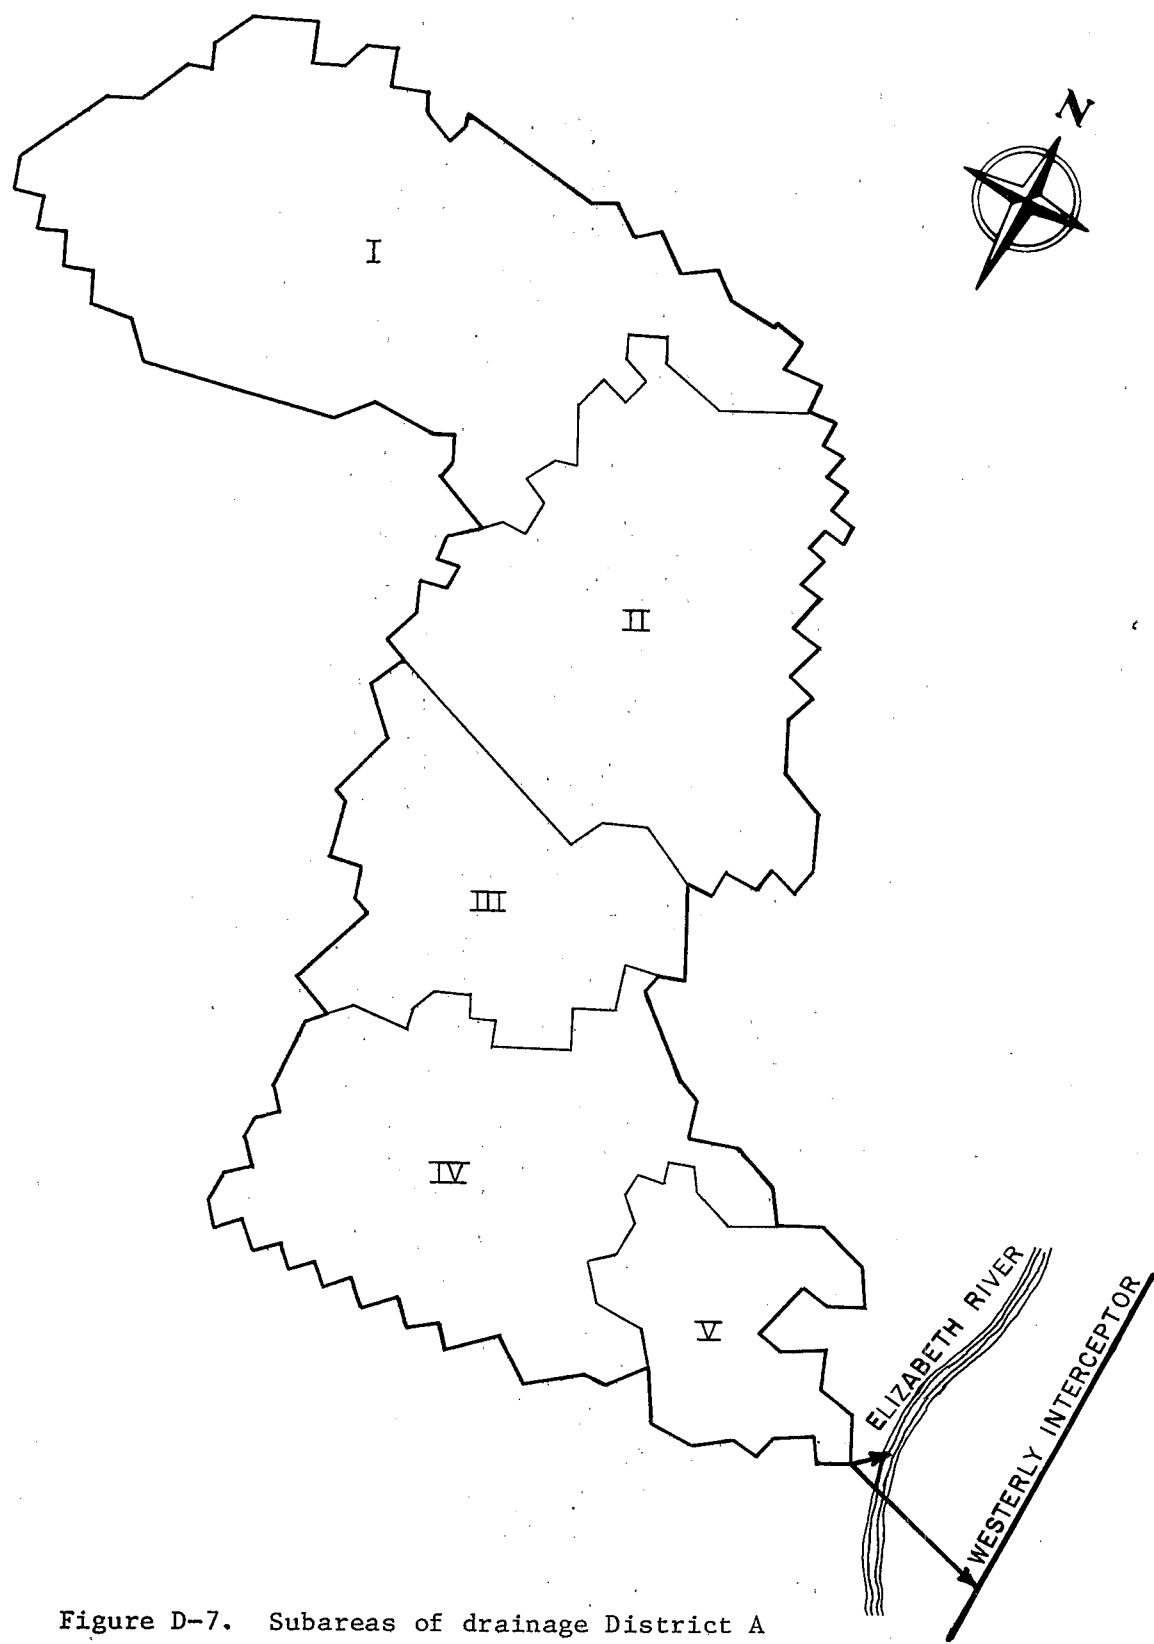 N
I
II
III
IV
V
ELIZABETH RIVER
WESTERLY INTERCEPTOR
Figure D-7. Subareas of drainage District A